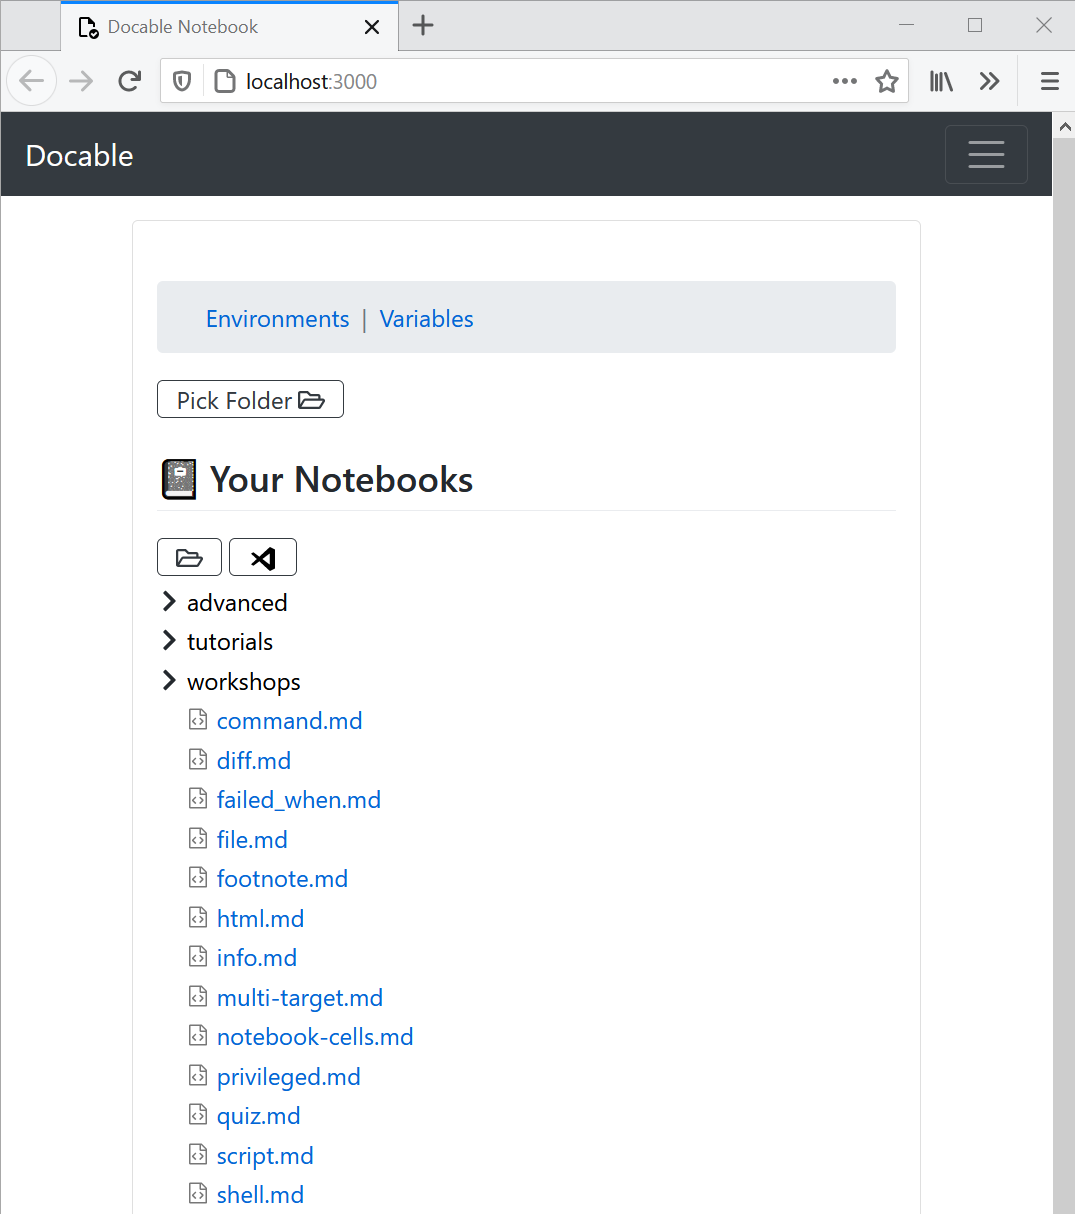 Docable Notebook
localhost:3000
Docable
Environments | Variables
Pick Folder
Your Notebooks
advanced
tutorials
workshops
command.md
diff.md
failed_when.md
file.md
footnote.md
html.md
info.md
multi-target.md
notebook-cells.md
privileged.md
quiz.md
script.md
shell.md